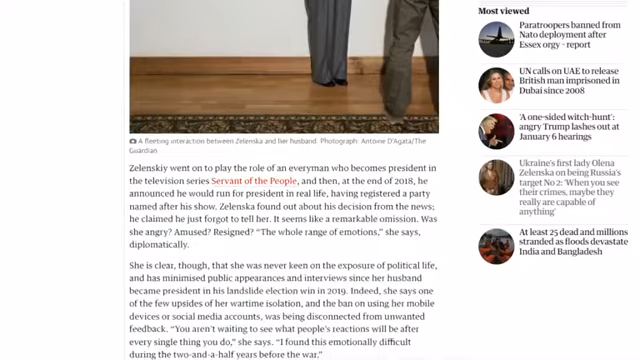 A fleeting interaction between Zelenska and her husband. Photograph: Antoine D'Agata/The
Guardian
Zelenskiy went on to play the role of an everyman who becomes president in
the television series Servant of the People, and then, at the end of 2018, he
announced he would run for president in real life, having registered a party
named after his show. Zelenska found out about his decision from the news;
he claimed he just forgot to tell her. It seems like a remarkable omission. Was
she angry? Amused? Resigned? "The whole range of emotions," she says,
diplomatically.
She is clear, though, that she was never keen on the exposure of political life,
and has minimised public appearances and interviews since her husband
became president in his landslide election win in 2019. Indeed, she says one
of the few upsides of her wartime isolation, and the ban on using her mobile
devices or social media accounts, was being disconnected from unwanted
feedback. "You aren't waiting to see what people's reactions will be after
every single thing you do," she says. "I found this emotionally difficult
during the two-and-a-half years before the war."
Most viewed
Paratroopers banned from
Nato deployment after
Essex orgy – report
UN calls on UAE to release
British man imprisoned in
Dubai since 2008
'A one-sided witch-hunt':
angry Trump lashes out at
January 6 hearings
Ukraine's first lady Olena
Zelenska on being Russia's
target No 2: 'When you see
their crimes, maybe they
really are capable of
anything'
At least 25 dead and millions
stranded as floods devastate
India and Bangladesh